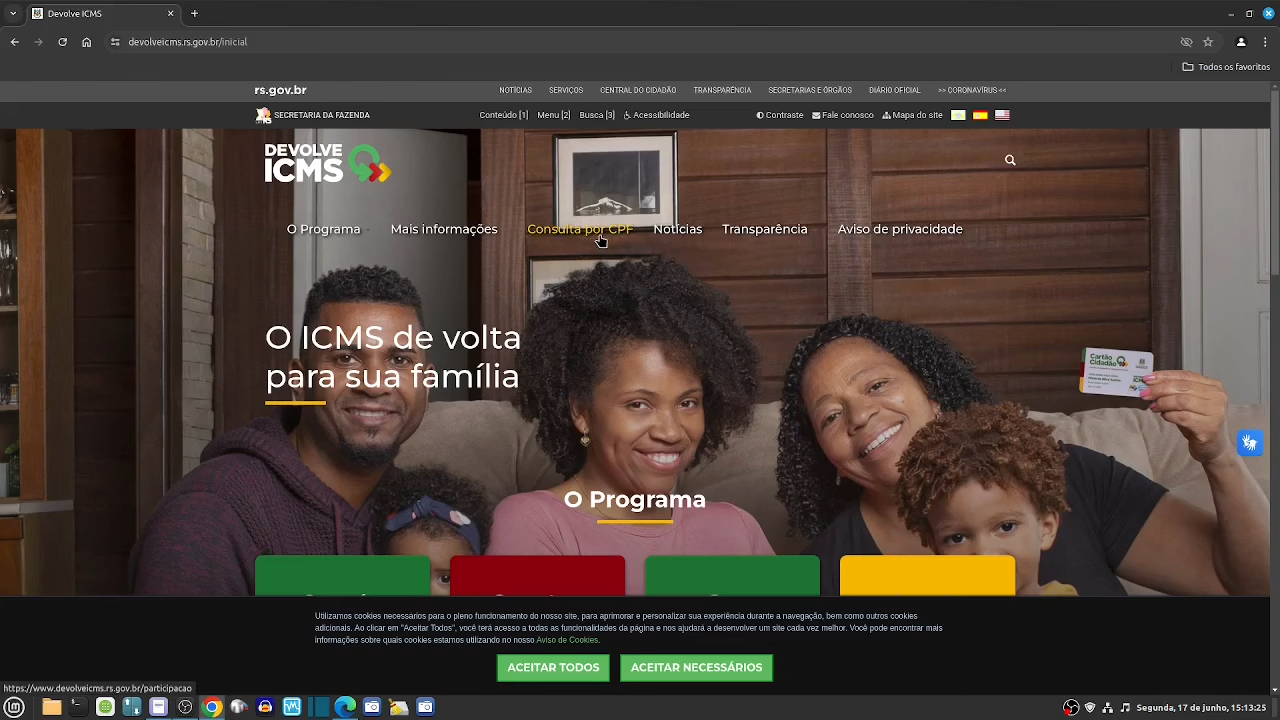 Devolve ICMS
devolveicms.rs.gov.br/inicial
Todos os favoritos
rs.gov.br
NOTÍCIAS SERVIÇOS CENTRAL DO CIDADÃO TRANSPARÊNCIA SECRETARIAS E ÓRGÃOS DIÁRIO OFICIAL >> CORONAVÍRUS <<
SECRETARIA DA FAZENDA Conteúdo [1] Menu [2] Busca [3] Acessibilidade Contraste Fale conosco Mapa do site
DEVOLVE
ICMS
O Programa Mais informações Consulta por CPF Notícias Transparência Aviso de privacidade
O ICMS de volta
para sua família
Cartão
Cidadão
O Programa
Utilizamos cookies necessários para o pleno funcionamento do nosso site, para aprimorar e personalizar sua experiência durante a navegação, bem como outros cookies
adicionais. Ao clicar em "Aceitar Todos", você terá acesso a todas as funcionalidades da página e nos ajudará a desenvolver um site cada vez melhor. Você pode encontrar mais
informações sobre quais cookies estamos utilizando no nosso Aviso de Cookies.
ACEITAR TODOS ACEITAR NECESSÁRIOS
https://www.devolveicms.rs.gov.br/participacao
Segunda, 17 de Junho, 15:13:25